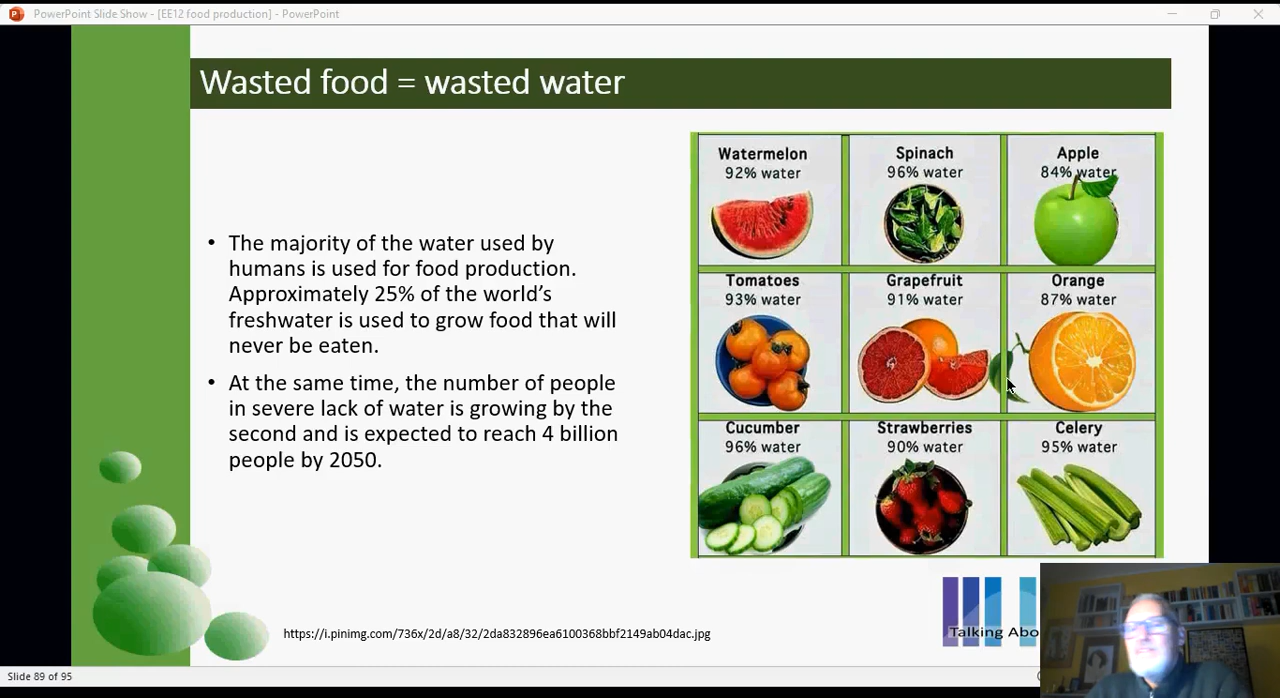 PowerPoint Slide Show - [EE12 food production] - PowerPoint
Wasted food = wasted water
• The majority of the water used by
humans is used for food production.
Approximately 25% of the world's
freshwater is used to grow food that will
never be eaten.
• At the same time, the number of people
in severe lack of water is growing by the
second and is expected to reach 4 billion
people by 2050.
Watermelon
92% water
Spinach
96% water
Apple
84% water
Tomatoes
93% water
Grapefruit
91% water
Orange
87% water
Cucumber
96% water
Strawberries
90% water
Celery
95% water
https://i.pinimg.com/736x/2d/a8/32/2da832896ea6100368bbf2149ab04dac.jpg
Talking Abo
Slide 89 of 95